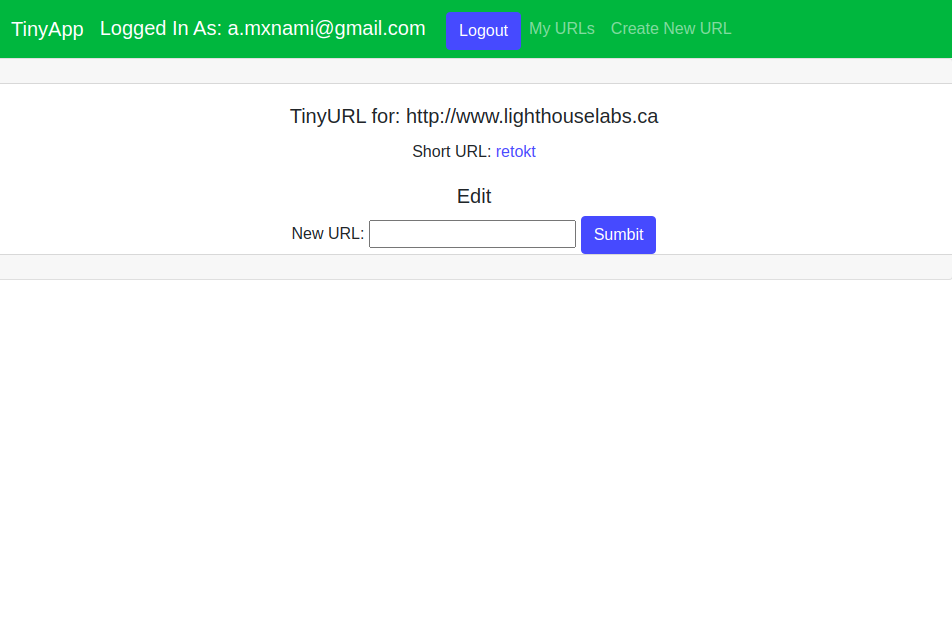 TinyApp Logged In As: a.mxnami@gmail.com Logout My URLs Create New URL
TinyURL for: http://www.lighthouselabs.ca
Short URL: retokt
Edit
New URL: Sumbit